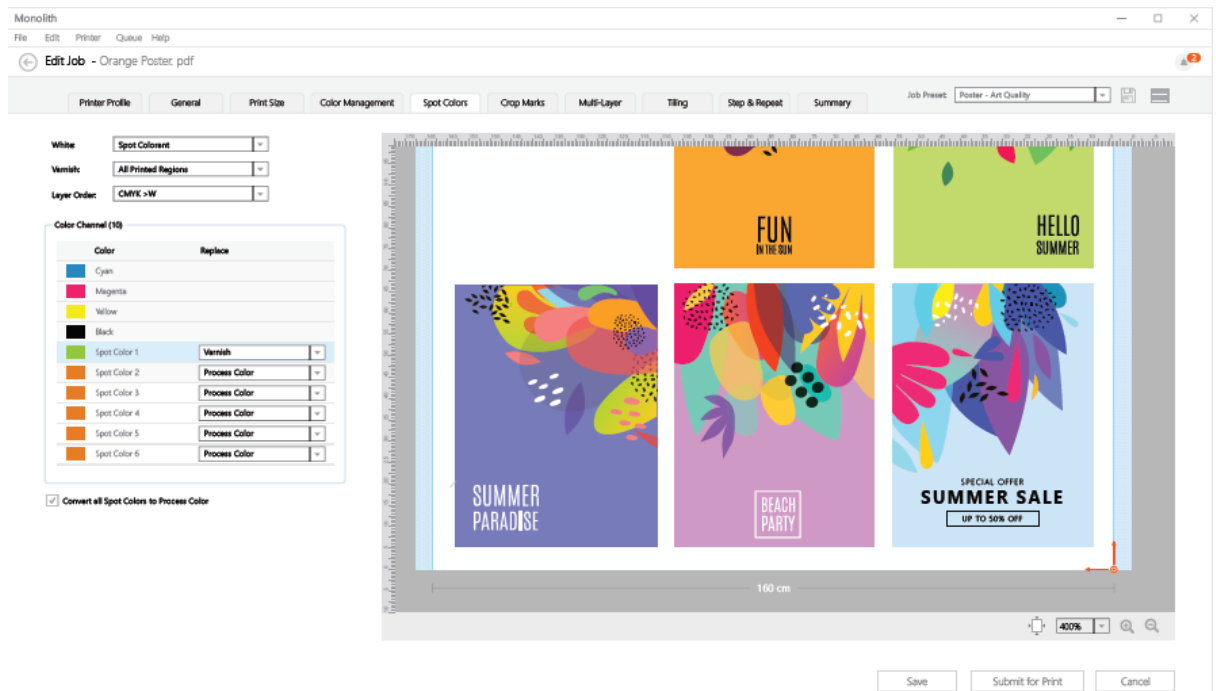 Monolith
File Edit Printer Queue Help
Edit Job - Orange Poster. pdf
2
Printer Profile General Print Size Color Management Spot Colors Crop Marks Multi-Layer Tiling Step & Repeat Summary
Job Preset: Poster - Art Quality
White: Spot Colorant
Varnish: All Printed Regions
Layer Order: CMYK >W
Color Channel (10)
Color Replace
Cyan
Magenta
Yellow
Black
Spot Color 1 Varnish
Spot Color 2 Process Color
Spot Color 3 Process Color
Spot Color 4 Process Color
Spot Color 5 Process Color
Spot Color 6 Process Color
Convert all Spot Colors to Process Color
FUN
IN THE SUN
HELLO
SUMMER
SUMMER
PARADISE
BEACH
PARTY
SPECIAL OFFER
SUMMER SALE
UP TO 50% OFF
160 cm
400%
Save Submit for Print Cancel